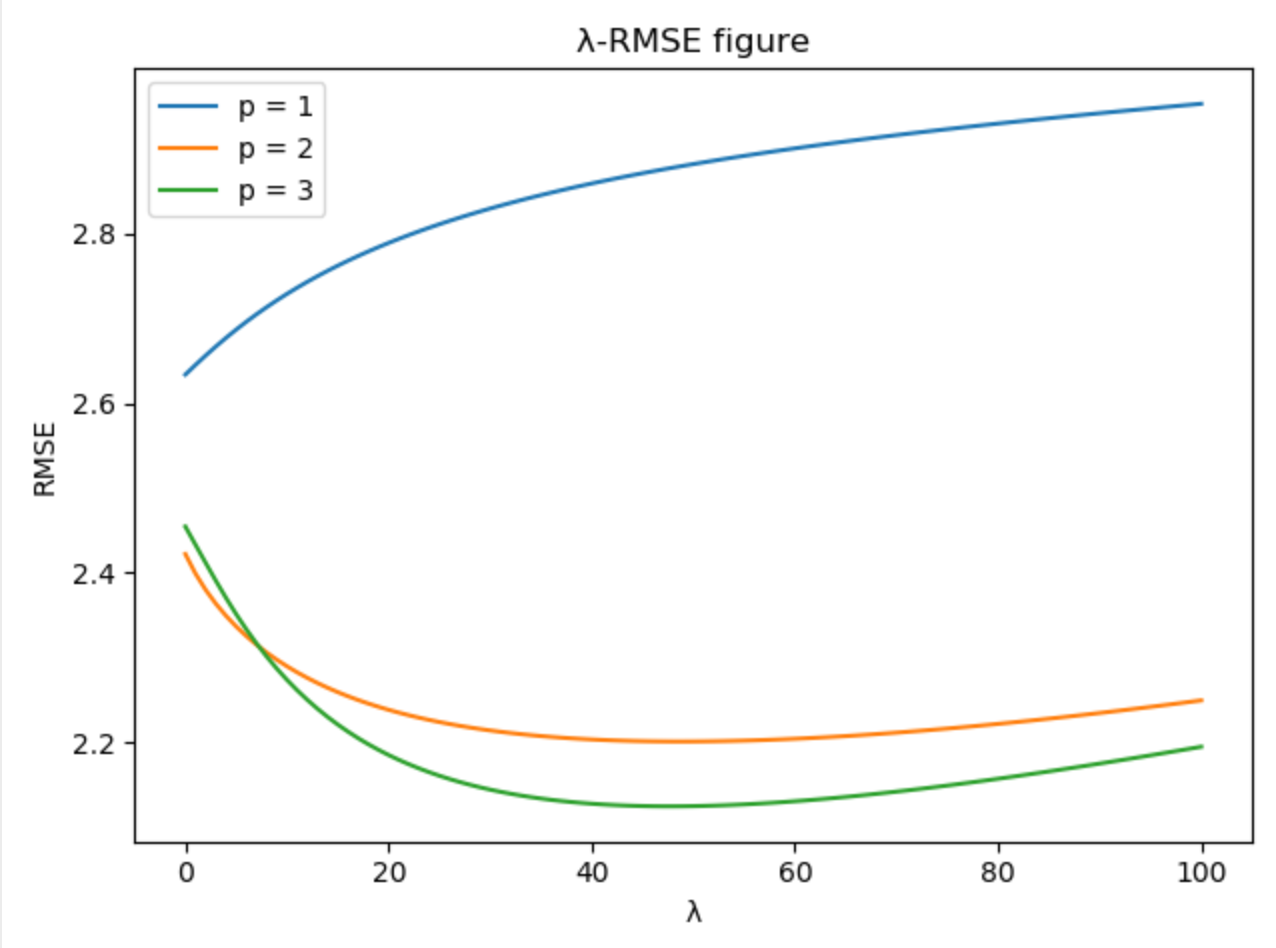 λ-RMSE figure
p = 1
p = 2
p = 3
2.8
2.6
2.4
2.2
RMSE
0 20 40 60 80 100
λ